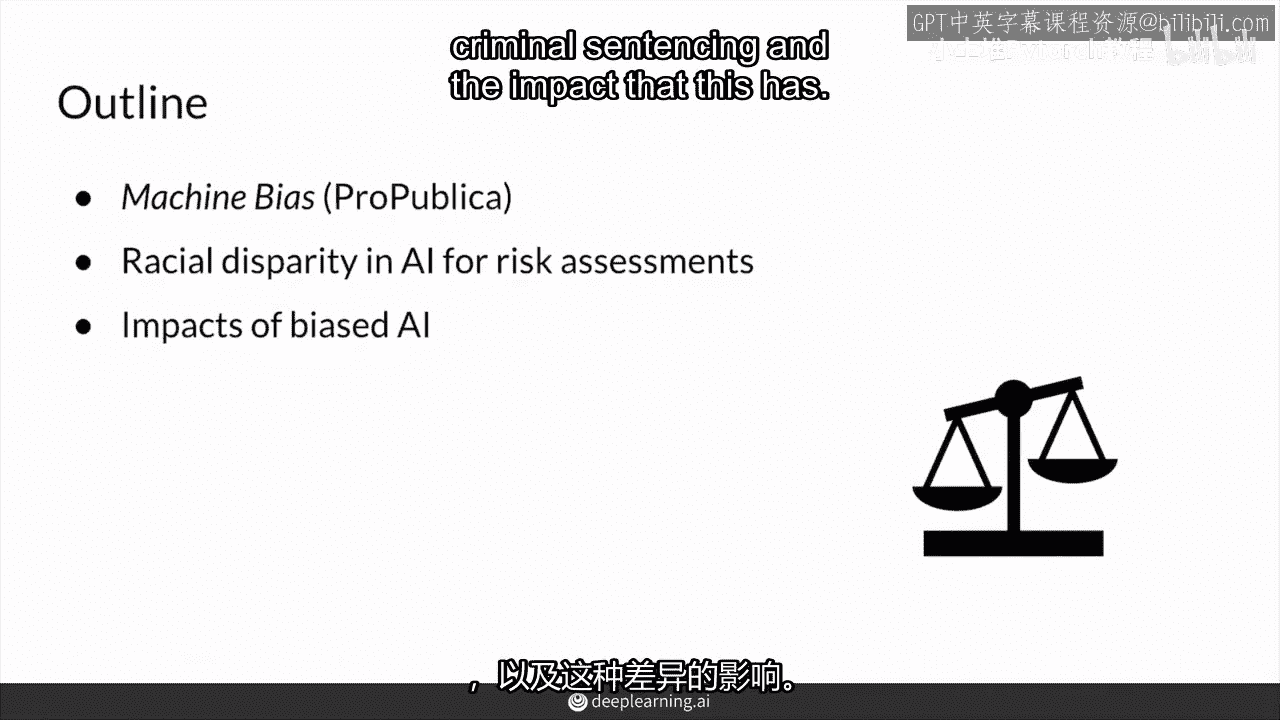 GPT中英字幕课程资源@bilibili.com
criminal sentencing and
the impact that this has.
Outline
● Machine Bias (ProPublica)
● Racial disparity in AI for risk assessments
● Impacts of biased AI
，以及这种差异的影响。
deeplearning.ai